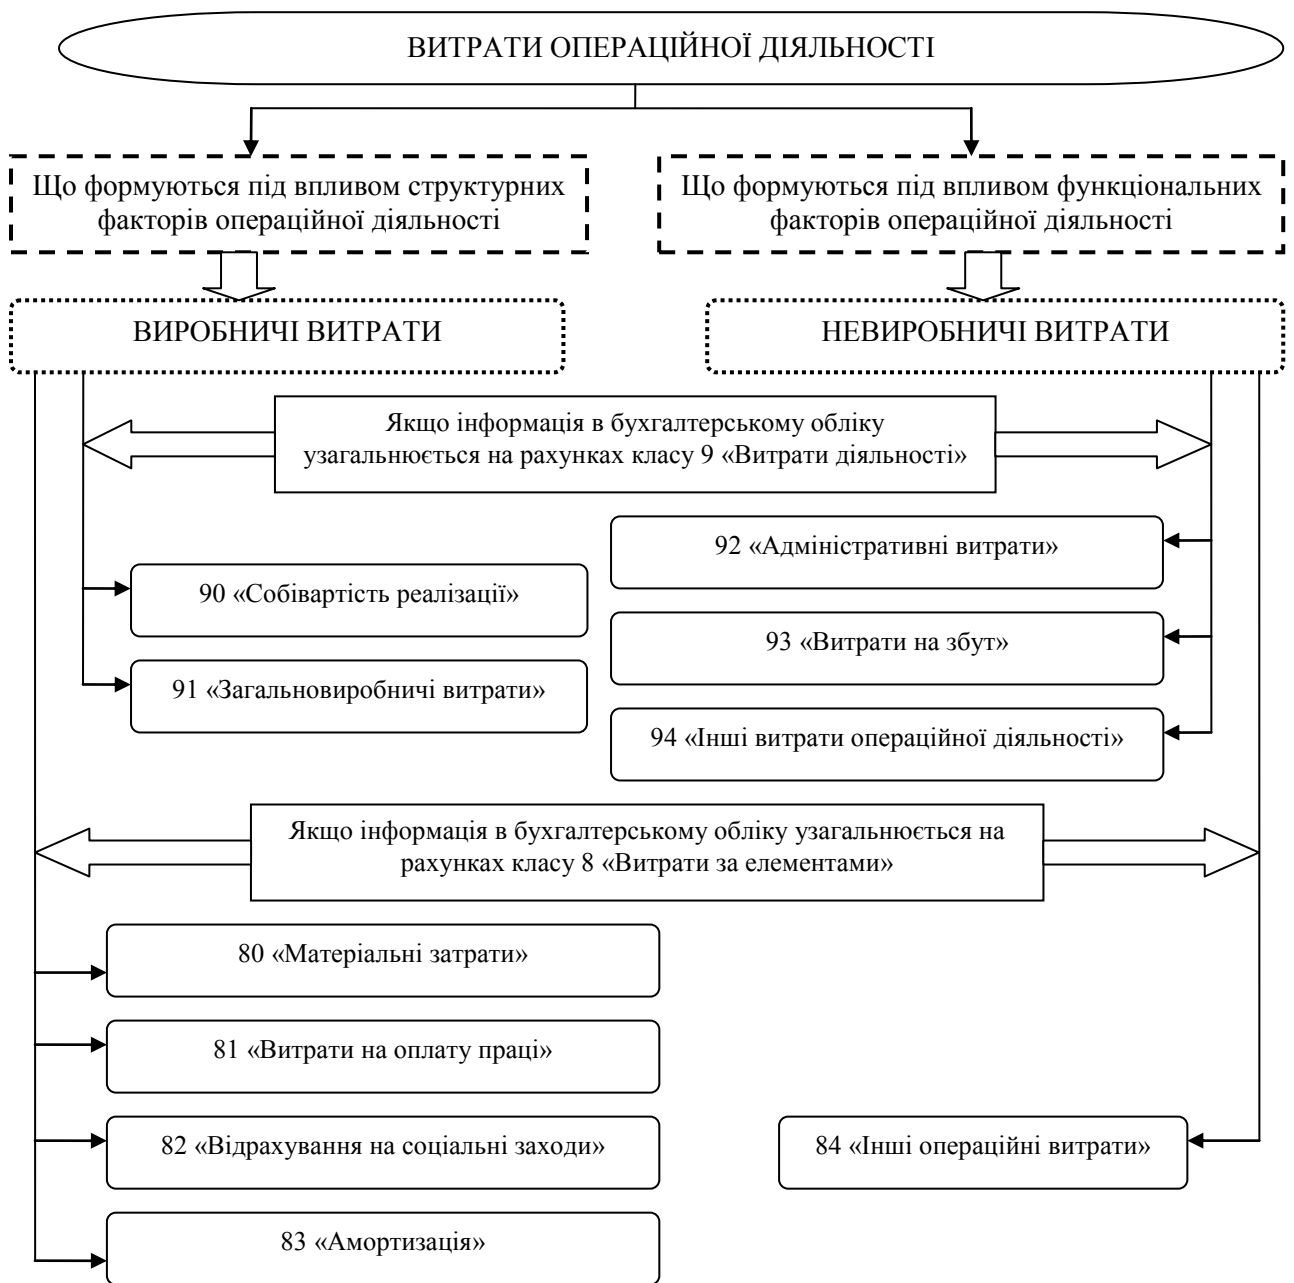 ВИТРАТИ ОПЕРАЦІЙНОЇ ДІЯЛЬНОСТІ
Що формуються під впливом структурних
факторів операційної діяльності
Що формуються під впливом функціональних
факторів операційної діяльності
ВИРОБНИЧІ ВИТРАТИ
НЕВИРОБНИЧІ ВИТРАТИ
Якщо інформація в бухгалтерському обліку
узагальнюється на рахунках класу 9 «Витрати діяльності»
92 «Адміністративні витрати»
90 «Собівартість реалізації»
93 «Витрати на збут»
91 «Загальновиробничі витрати»
94 «Інші витрати операційної діяльності»
Якщо інформація в бухгалтерському обліку узагальнюється на
рахунках класу 8 «Витрати за елементами»
80 «Матеріальні затрати»
81 «Витрати на оплату праці»
82 «Відрахування на соціальні заходи»
84 «Інші операційні витрати»
83 «Амортизація»